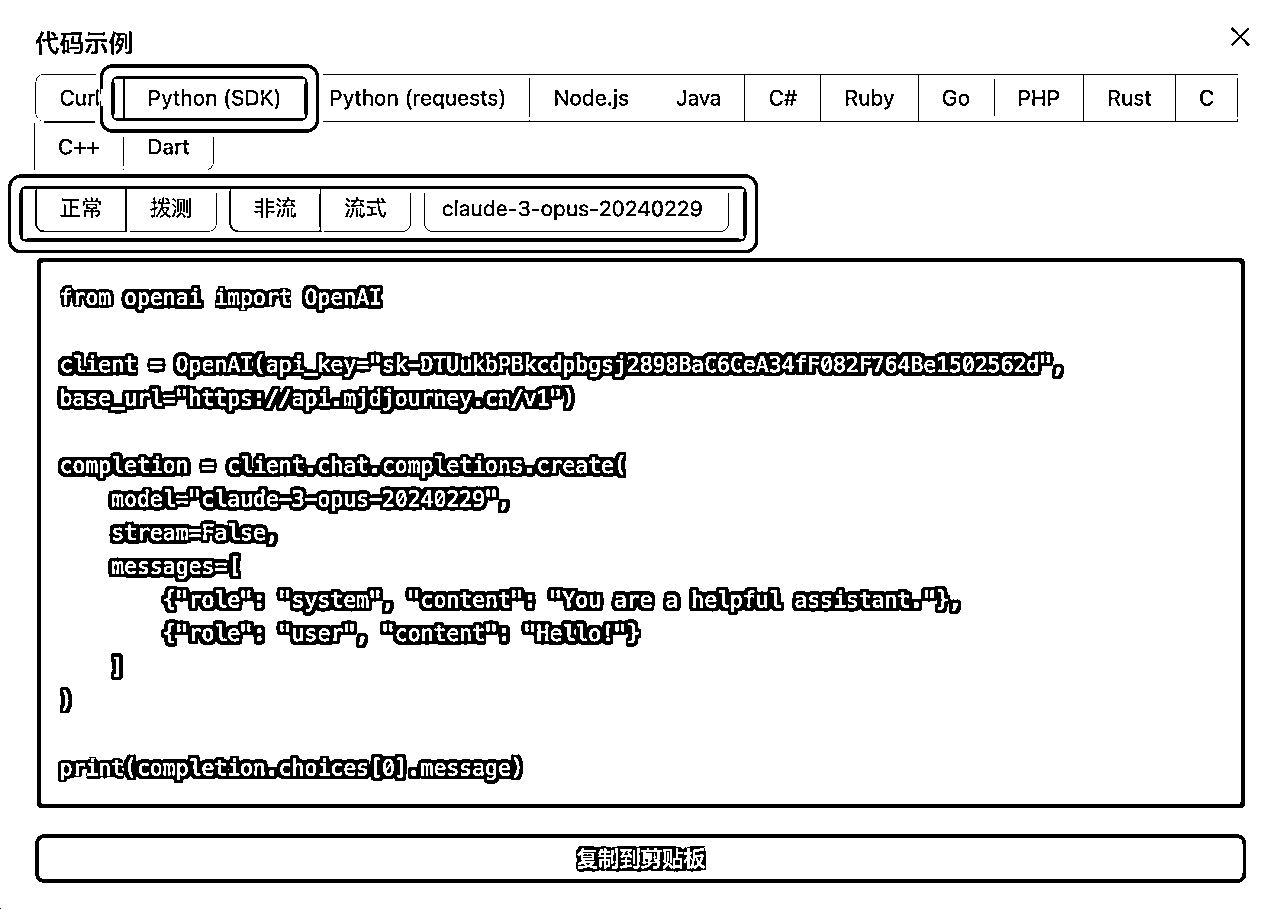 代码示例
Curl Python (SDK) Python (requests) Node.js Java C# Ruby Go PHP Rust C
C++ Dart
正常 拨测 非流 流式 claude-3-opus-20240229
from openai import OpenAI
client = OpenAI(api_key="sk-DTUukbPBkcdpbgsj2898BaC6CeA34fF082F764Be1502562d",
base_url="https://api.mjdjourney.cn/v1")
completion = client.chat.completions.create(
    model="claude-3-opus-20240229",
    stream=False,
    messages=[
        {"role": "system", "content": "You are a helpful assistant."},
        {"role": "user", "content": "Hello!"}
    ]
)
print(completion.choices[0].message)
复制到剪贴板